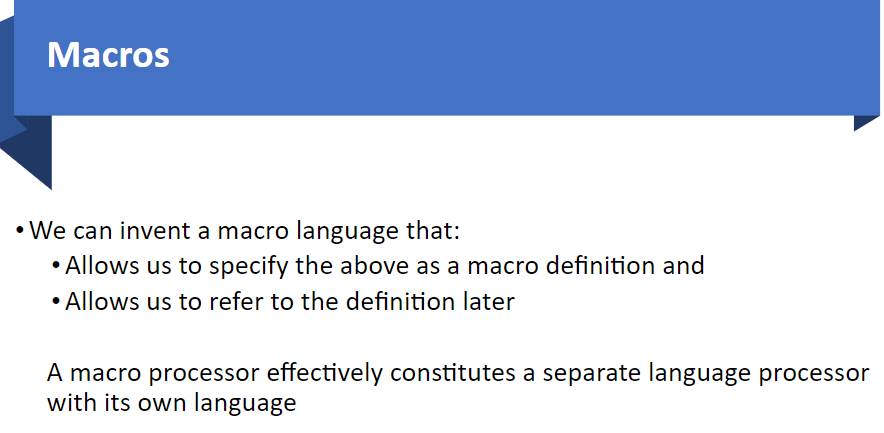 Macros
• We can invent a macro language that:
• Allows us to specify the above as a macro definition and
• Allows us to refer to the definition later
A macro processor effectively constitutes a separate language processor
with its own language